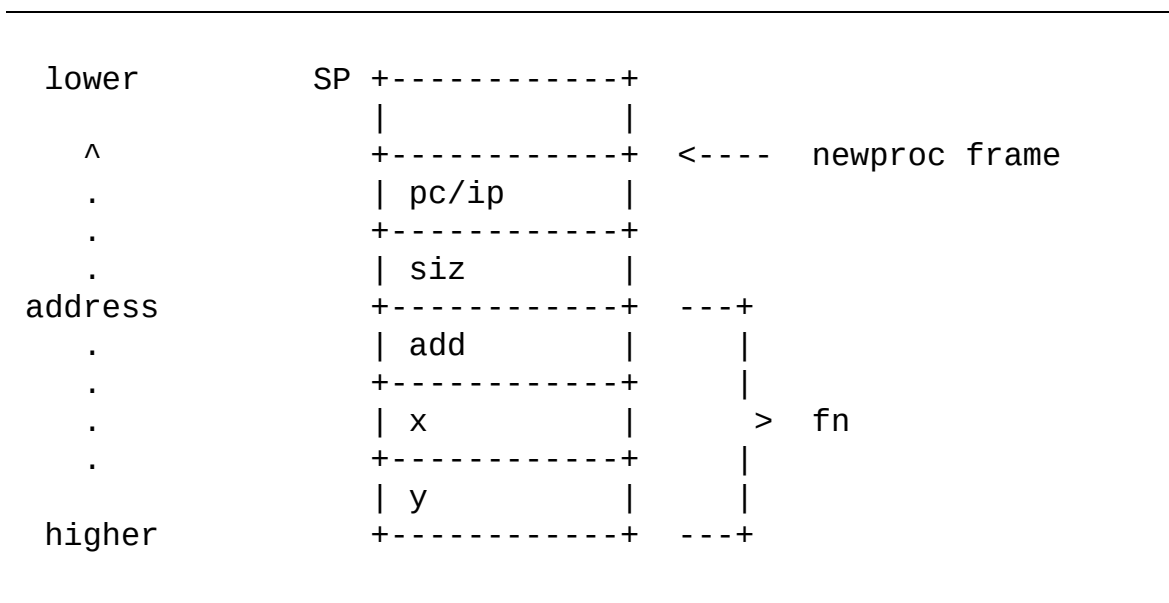 lower SP +------------+
| |
^ +------------+ <---- newproc frame
. | pc/ip |
. +------------+
. | siz |
address +------------+ ---+
. | add | |
. +------------+ |
. | x | > fn
. +------------+ |
| y | |
higher +------------+ ---+